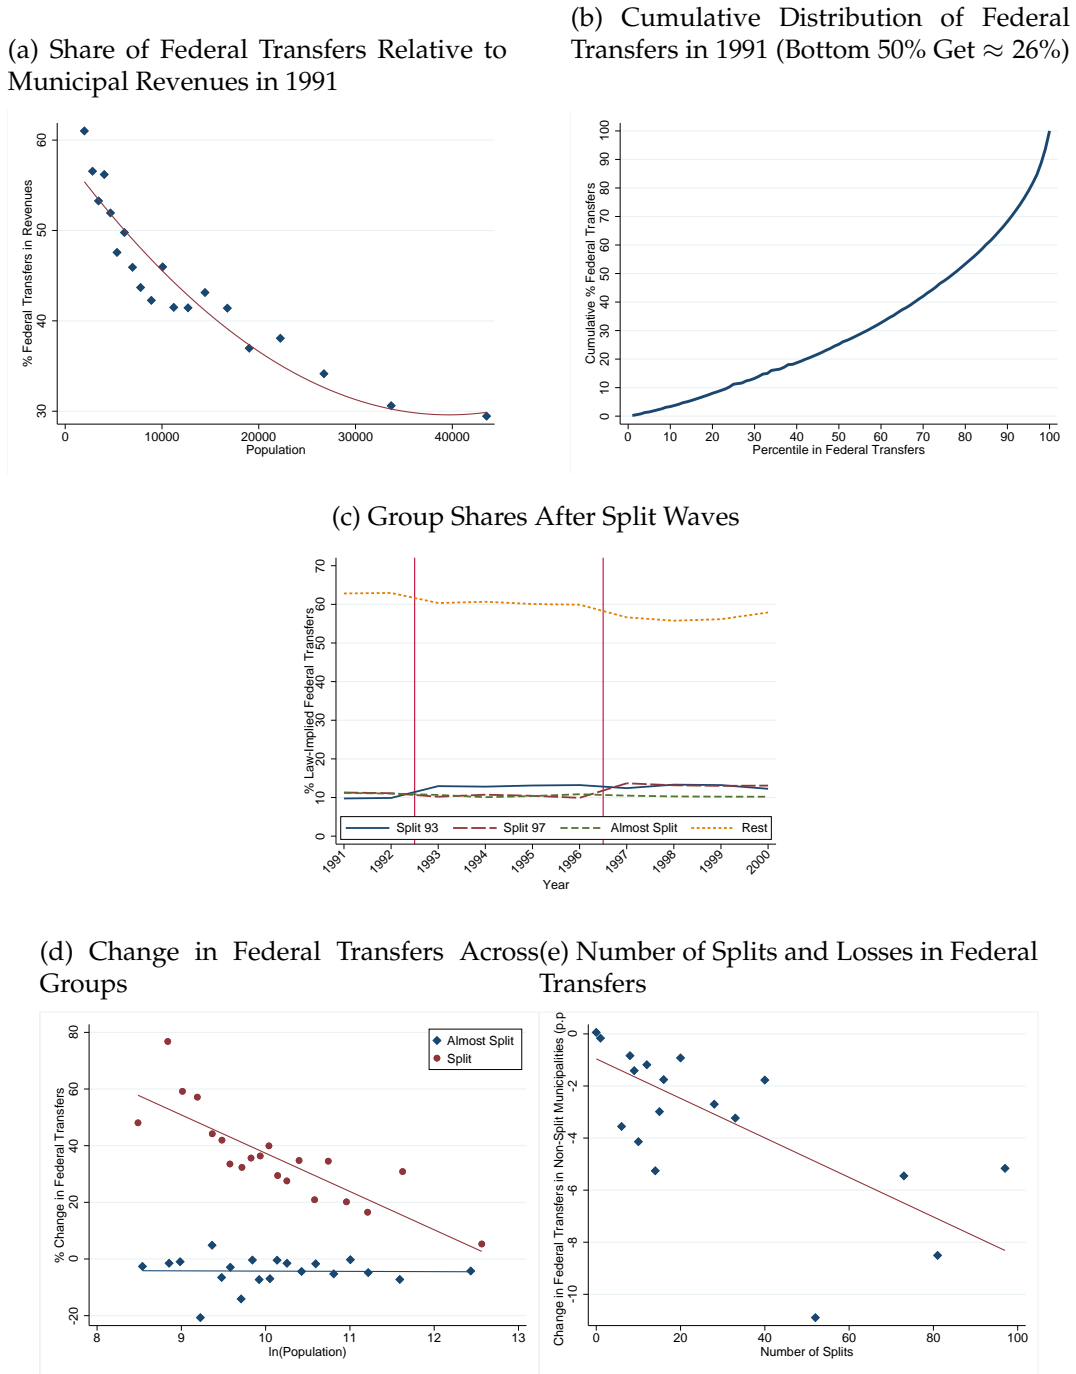 (a) Share of Federal Transfers Relative to
Municipal Revenues in 1991
(b) Cumulative Distribution of Federal
Transfers in 1991 (Bottom 50% Get ≈ 26%)
% Federal Transfers in Revenues
60
50
40
30
0 10000 20000 30000 40000
Population
Cumulative % Federal Transfers
100
90
80
70
60
50
40
30
20
10
0
0 10 20 30 40 50 60 70 80 90 100
Percentile in Federal Transfers
(c) Group Shares After Split Waves
% Law-Implied Federal Transfers
70
60
50
40
30
20
10
0
Split 93 Split 97 Almost Split Rest
1991 1992 1993 1994 1995 1996 1997 1998 1999 2000
Year
(d) Change in Federal Transfers Across
Groups
(e) Number of Splits and Losses in Federal
Transfers
% Change in Federal Transfers
80
60
40
20
0
-20
Almost Split
Split
8 9 10 11 12 13
ln(Population)
Change in Federal Transfers in Non-Split Municipalities (p.p
0
-2
-4
-6
-8
-10
0 20 40 60 80 100
Number of Splits